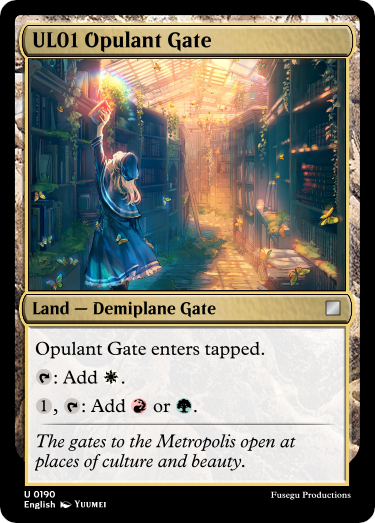 UL01 Opulant Gate
Land — Demiplane Gate
Opulant Gate enters tapped.
: Add .
1, : Add or .
The gates to the Metropolis open at
places of culture and beauty.
U 0190
Fusegu Productions
English YUUMEI